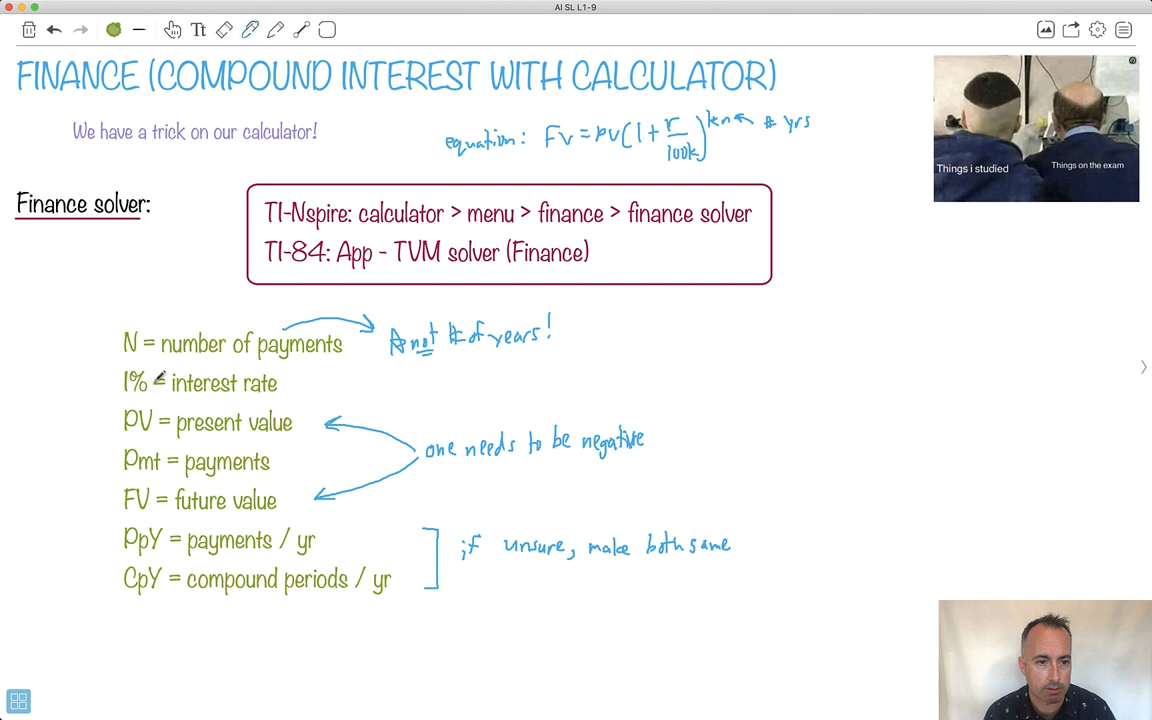 AI SL L1-9
Tt
FINANCE (COMPOUND INTEREST WITH CALCULATOR)
We have a trick on our calculator!
equation: FV = PV(1 + r/100k)^kn ← # yrs
Things i studied
Things on the exam
Finance solver:
TI-Nspire: calculator > menu > finance > finance solver
TI-84: App - TVM solver (Finance)
N = number of payments
not # of years!
I% = interest rate
PV = present value
one needs to be negative
Pmt = payments
FV = future value
PpY = payments / yr
if unsure, make both same
CpY = compound periods / yr